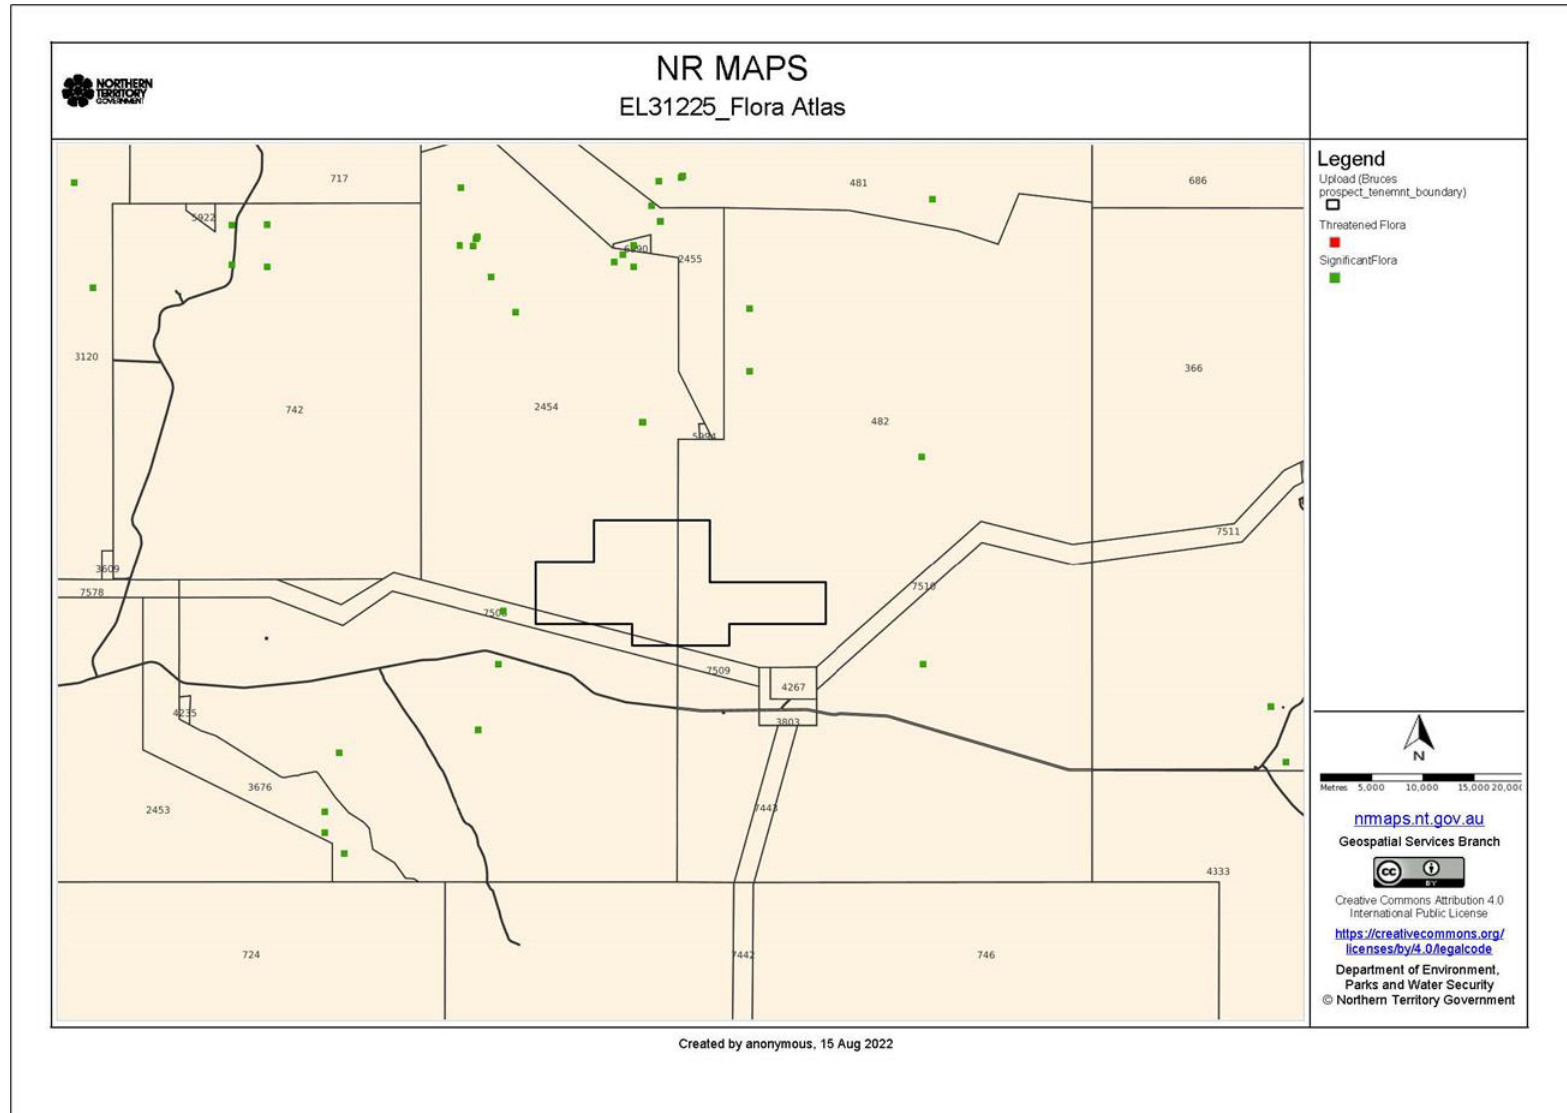 NORTHERN
TERRITORY
GOVERNMENT
NR MAPS
EL31225_Flora Atlas
717
481
686
5922
2455
3120
366
742
2454
482
7511
3609
7578
7510
7509
4267
4235
3803
3676
7443
2453
4333
724
7442
746
Legend
Upload (Bruces
prospect_tenemnt_boundary)
Threatened Flora
SignificantFlora
N
Metres 5,000 10,000 15,000 20,000
nrmaps.nt.gov.au
Geospatial Services Branch
cc
BY
Creative Commons Attribution 4.0
International Public License
https://creativecommons.org/
licenses/by/4.0/legalcode
Department of Environment,
Parks and Water Security
© Northern Territory Government
Created by anonymous, 15 Aug 2022